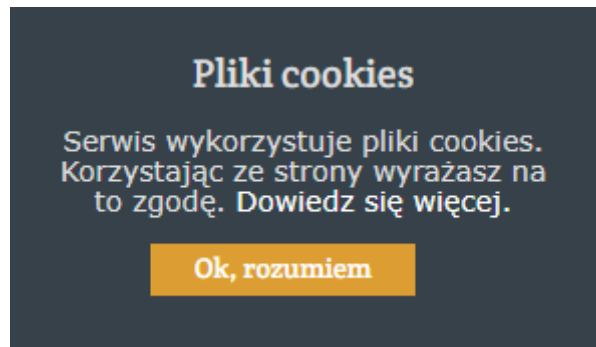 Pliki cookies
Serwis wykorzystuje pliki cookies.
Korzystając ze strony wyrażasz na
to zgodę. Dowiedz się więcej.
Ok, rozumiem